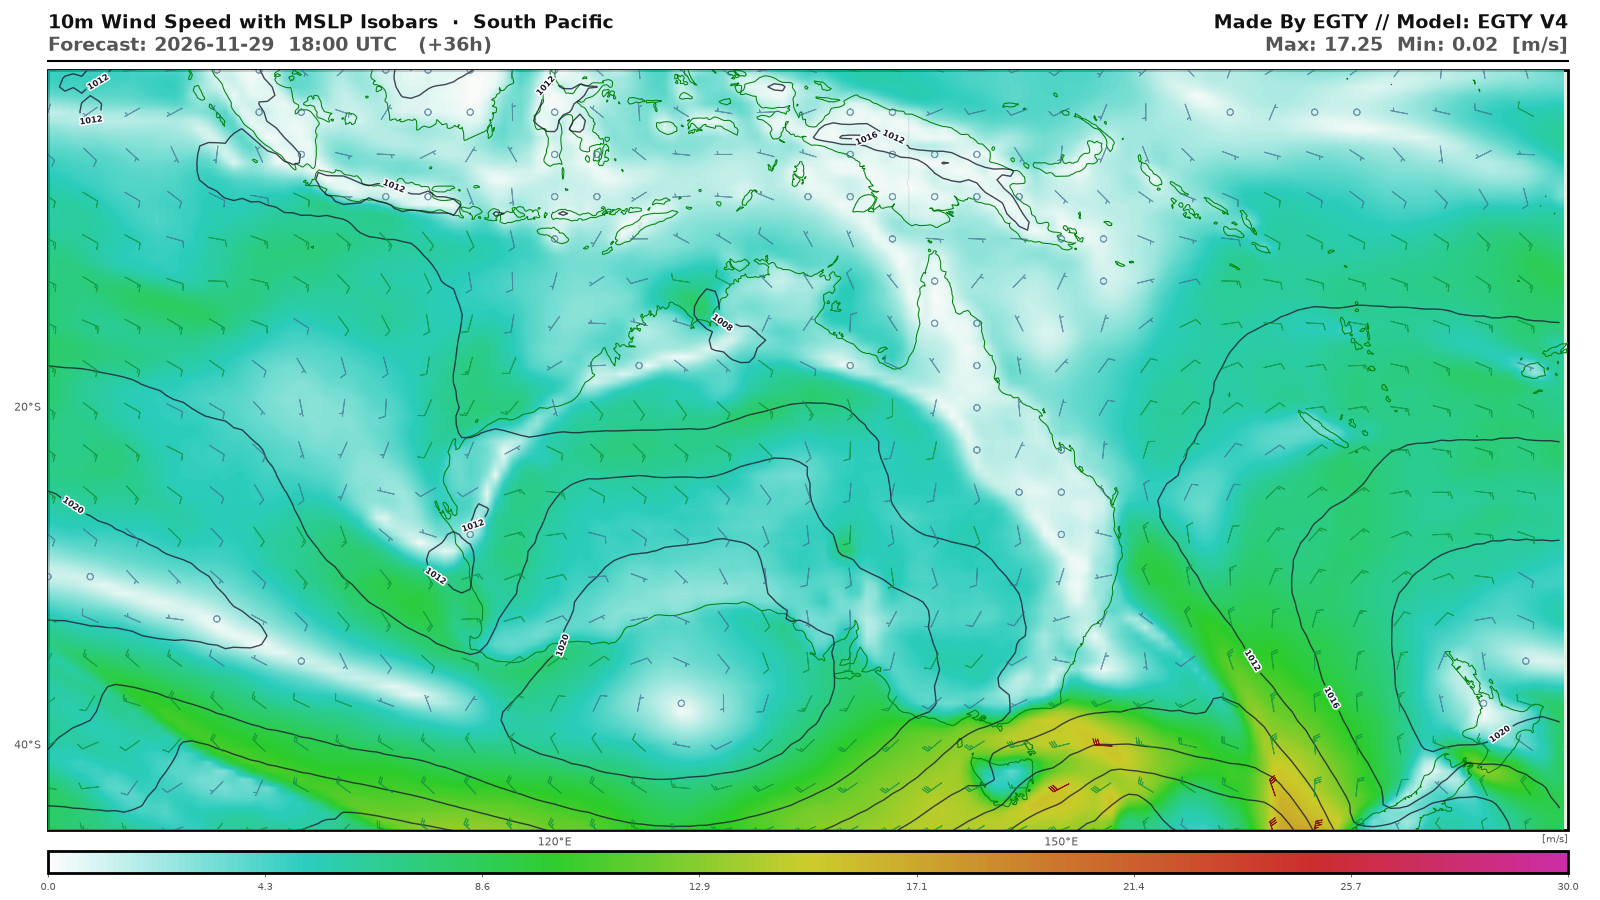 10m Wind Speed with MSLP Isobars · South Pacific
Made By EGTY // Model: EGTY V4
Forecast: 2026-11-29 18:00 UTC (+36h)
Max: 17.25 Min: 0.02 [m/s]
1012
1012
1012
1016
1012
1012
1008
20°S
1020
1012
1012
1020
1012
1016
1020
40°S
120°E
150°E
[m/s]
0.0
4.3
8.6
12.9
17.1
21.4
25.7
30.0